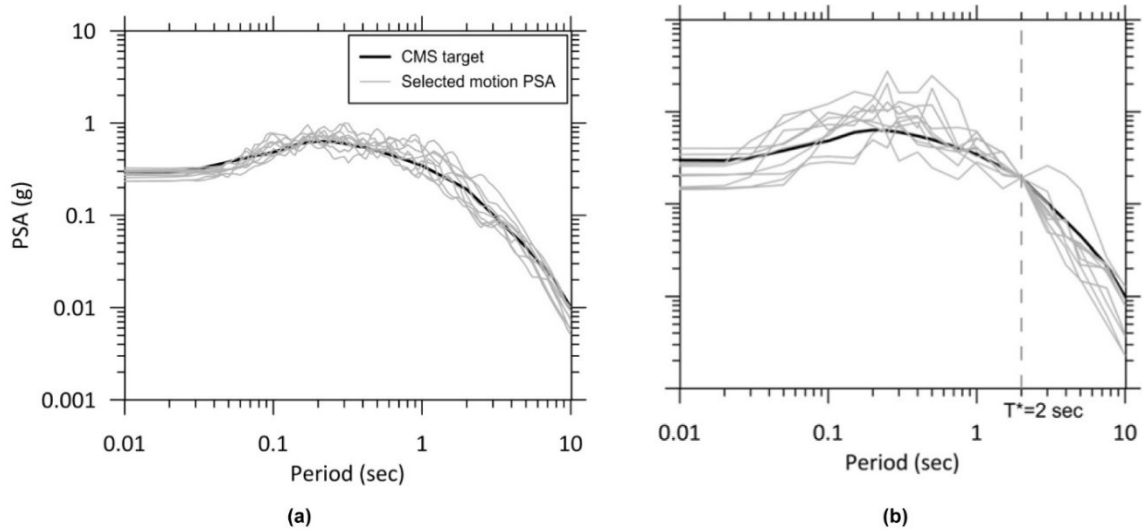 10
1
0.1
0.01
0.001
PSA (g)
CMS target
Selected motion PSA
0.01 0.1 1 10
Period (sec)
(a)
T*=2 sec
0.01 0.1 1 10
Period (sec)
(b)